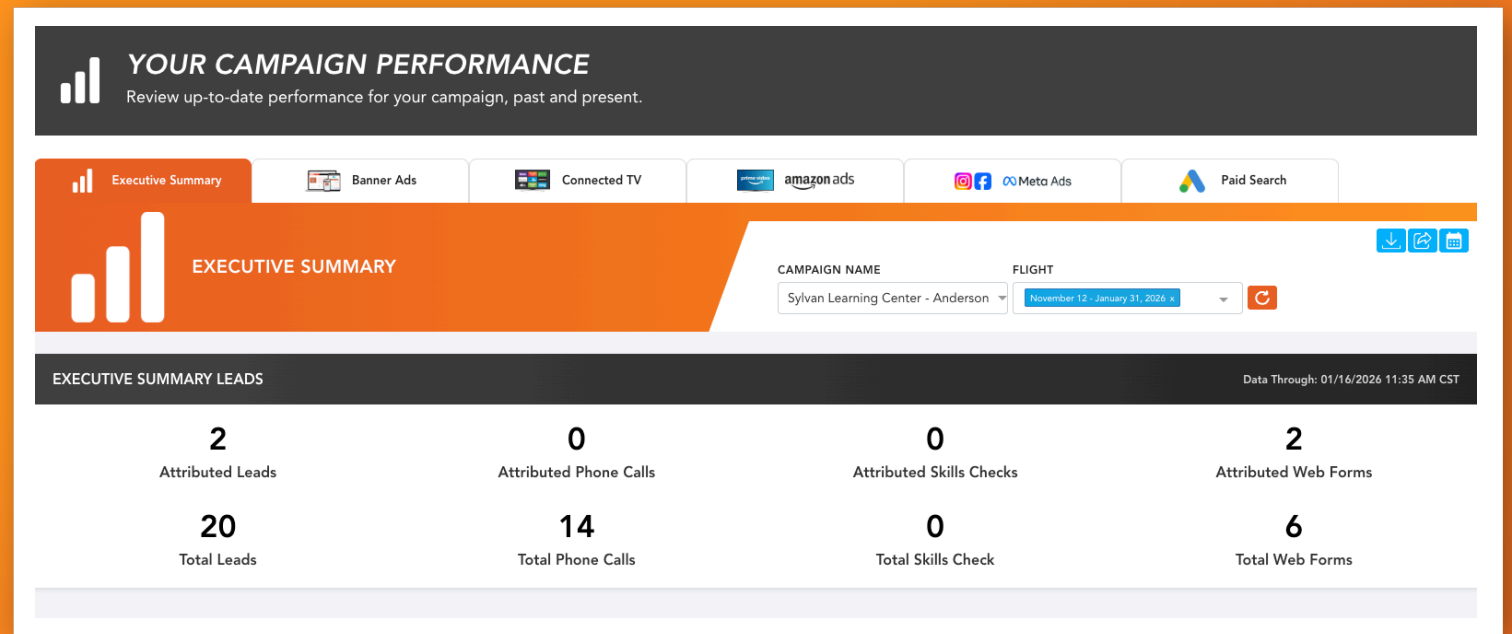 YOUR CAMPAIGN PERFORMANCE
Review up-to-date performance for your campaign, past and present.
Executive Summary
Banner Ads
Connected TV
prime video
amazon ads
Meta Ads
Paid Search
EXECUTIVE SUMMARY
CAMPAIGN NAME
FLIGHT
Sylvan Learning Center - Anderson
November 12 - January 31, 2026 x
EXECUTIVE SUMMARY LEADS
Data Through: 01/16/2026 11:35 AM CST
2
0
0
2
Attributed Leads
Attributed Phone Calls
Attributed Skills Checks
Attributed Web Forms
20
14
0
6
Total Leads
Total Phone Calls
Total Skills Check
Total Web Forms